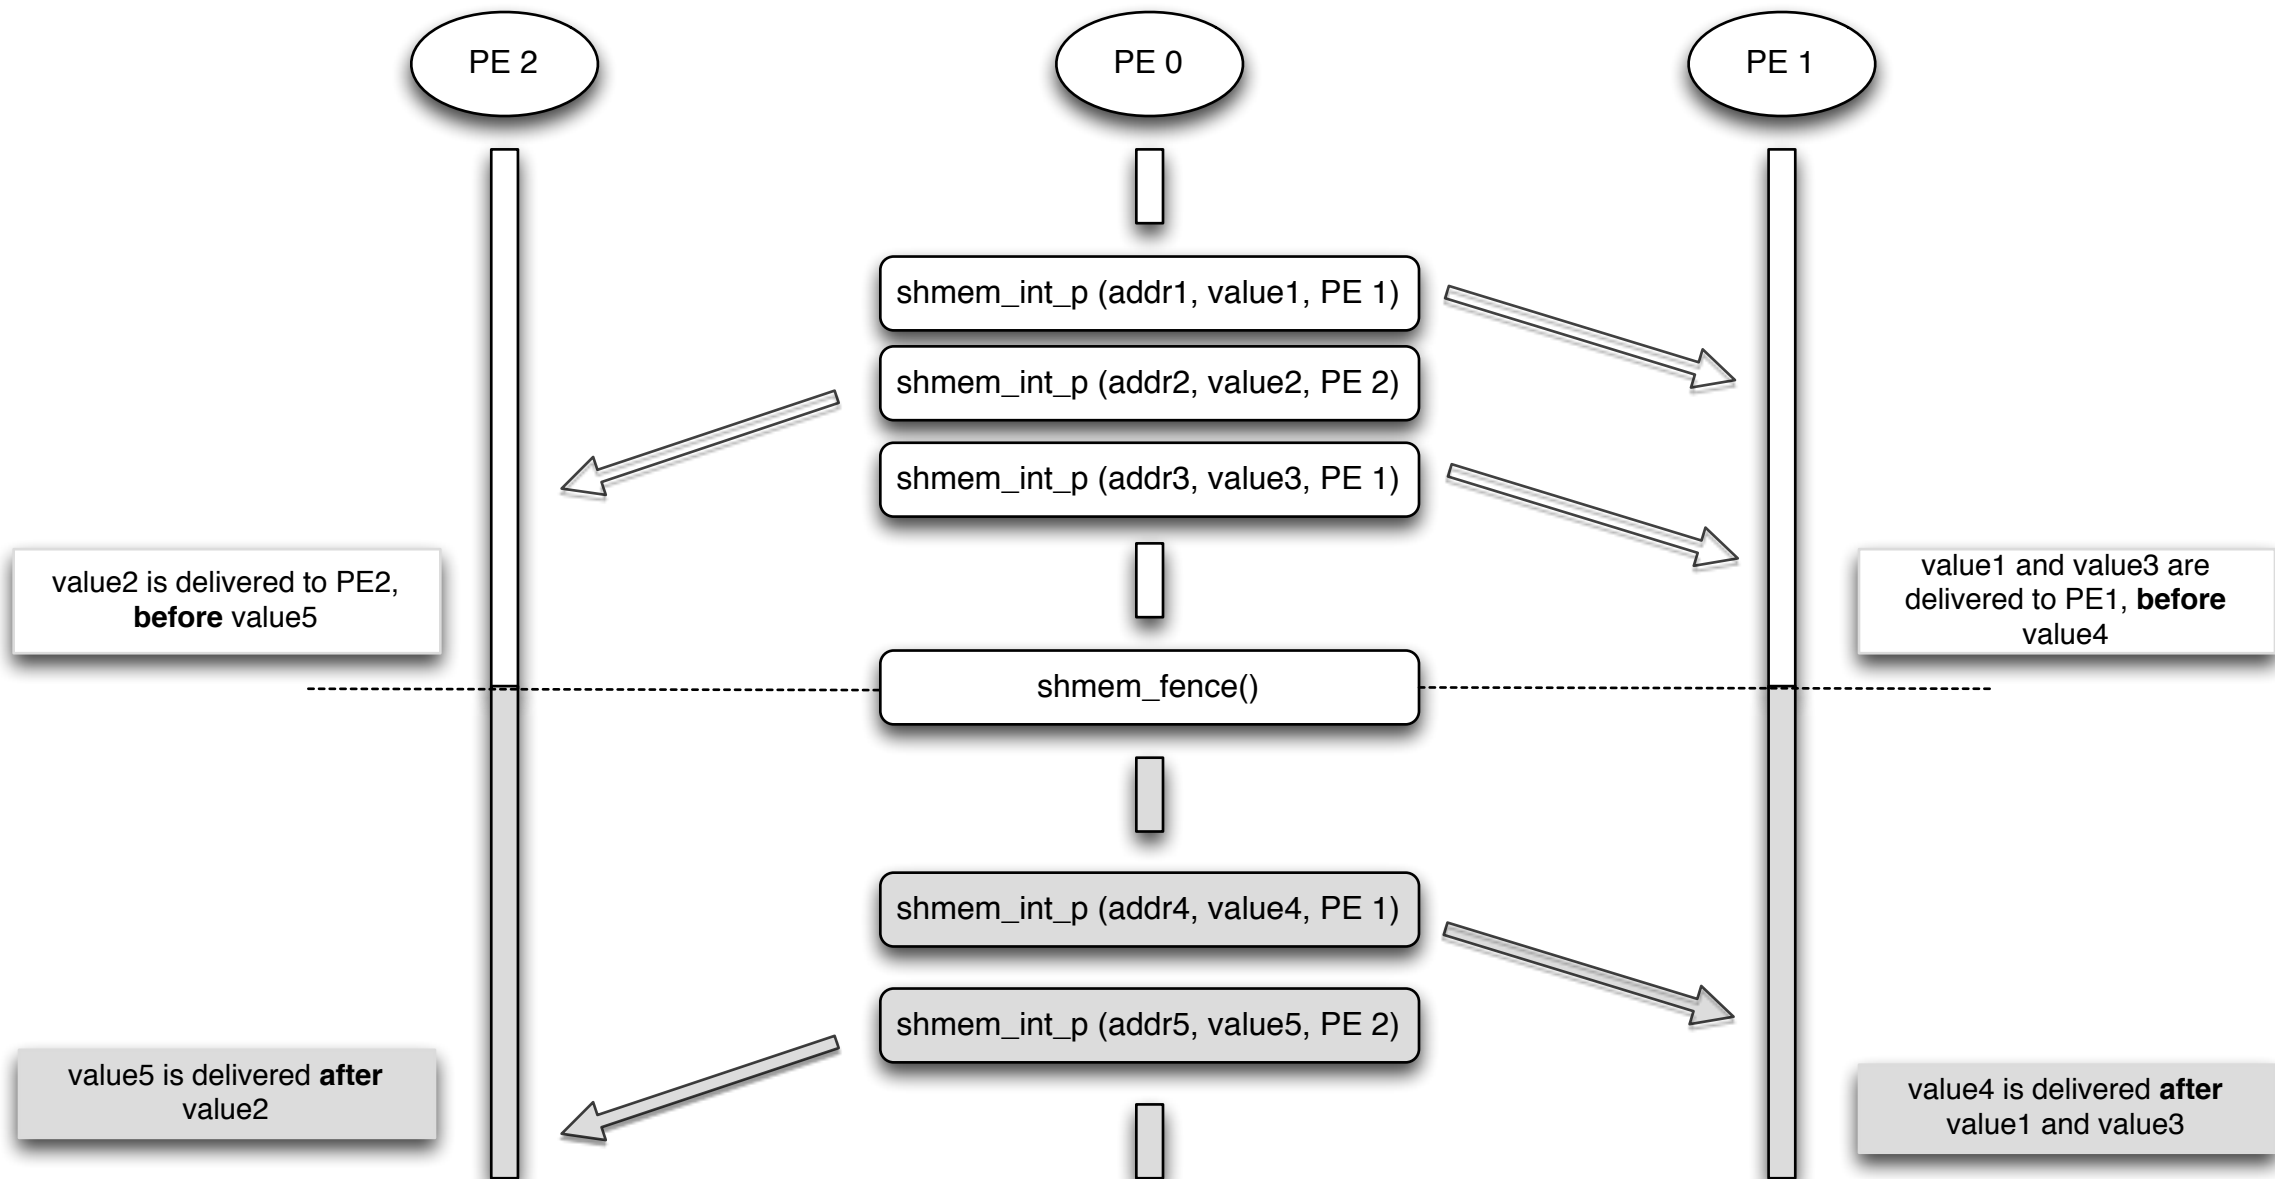 PE 2
PE 0
PE 1
shmem_int_p (addr1, value1, PE 1)
shmem_int_p (addr2, value2, PE 2)
shmem_int_p (addr3, value3, PE 1)
value2 is delivered to PE2,
before value5
value1 and value3 are
delivered to PE1, before
value4
shmem_fence()
shmem_int_p (addr4, value4, PE 1)
shmem_int_p (addr5, value5, PE 2)
value5 is delivered after
value2
value4 is delivered after
value1 and value3